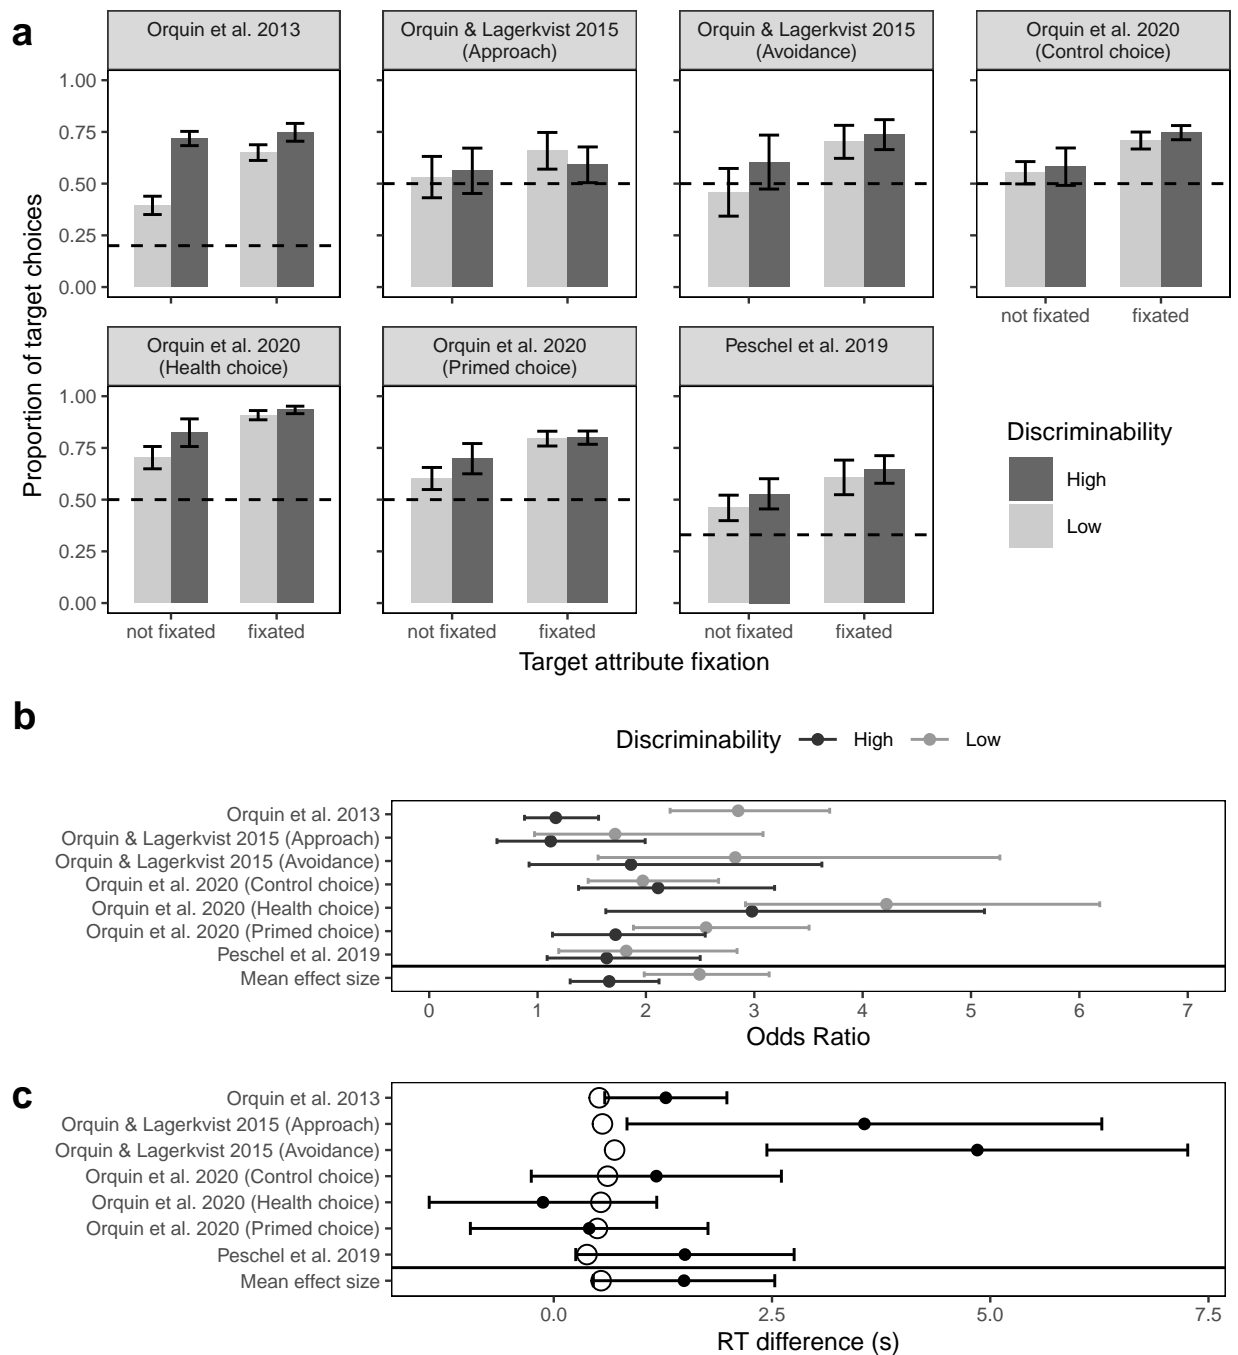 a
Orquin et al. 2013
Orquin & Lagerkvist 2015
(Approach)
Orquin & Lagerkvist 2015
(Avoidance)
Orquin et al. 2020
(Control choice)
1.00
0.75
0.50
0.25
0.00
not fixated
fixated
Orquin et al. 2020
(Health choice)
Orquin et al. 2020
(Primed choice)
Peschel et al. 2019
1.00
0.75
0.50
0.25
0.00
Proportion of target choices
not fixated
fixated
not fixated
fixated
not fixated
fixated
Target attribute fixation
Discriminability
High
Low
b
Discriminability High Low
Orquin et al. 2013
Orquin & Lagerkvist 2015 (Approach)
Orquin & Lagerkvist 2015 (Avoidance)
Orquin et al. 2020 (Control choice)
Orquin et al. 2020 (Health choice)
Orquin et al. 2020 (Primed choice)
Peschel et al. 2019
Mean effect size
0 1 2 3 4 5 6 7
Odds Ratio
c
Orquin et al. 2013
Orquin & Lagerkvist 2015 (Approach)
Orquin & Lagerkvist 2015 (Avoidance)
Orquin et al. 2020 (Control choice)
Orquin et al. 2020 (Health choice)
Orquin et al. 2020 (Primed choice)
Peschel et al. 2019
Mean effect size
0.0 2.5 5.0 7.5
RT difference (s)